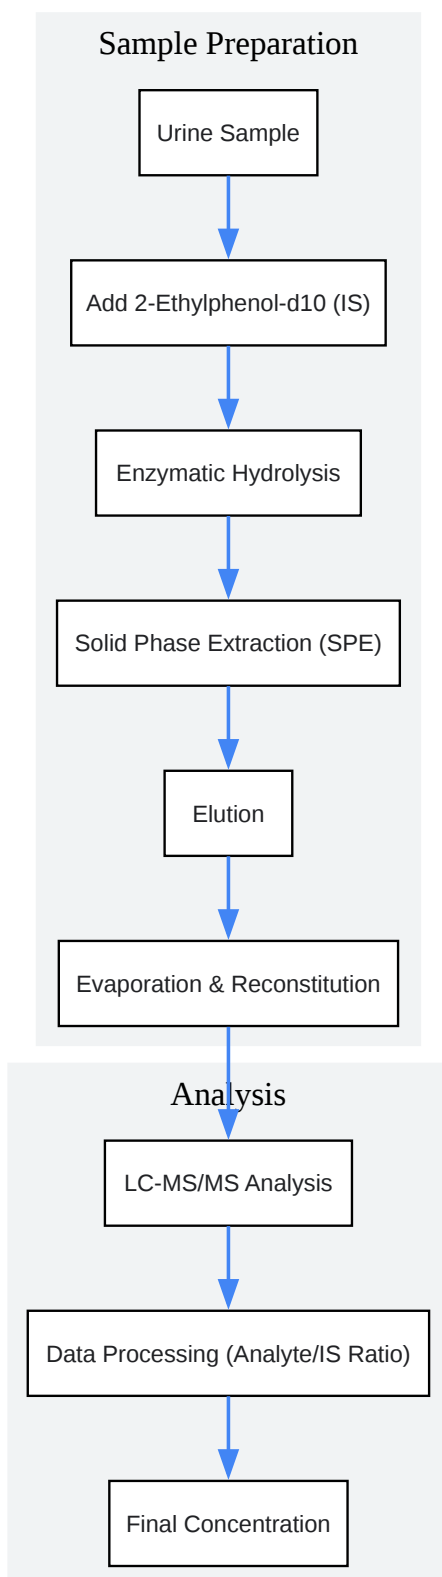 Sample Preparation
Urine Sample
Add 2-Ethylphenol-d10 (IS)
Enzymatic Hydrolysis
Solid Phase Extraction (SPE)
Elution
Evaporation & Reconstitution
Analysis
LC-MS/MS Analysis
Data Processing (Analyte/IS Ratio)
Final Concentration